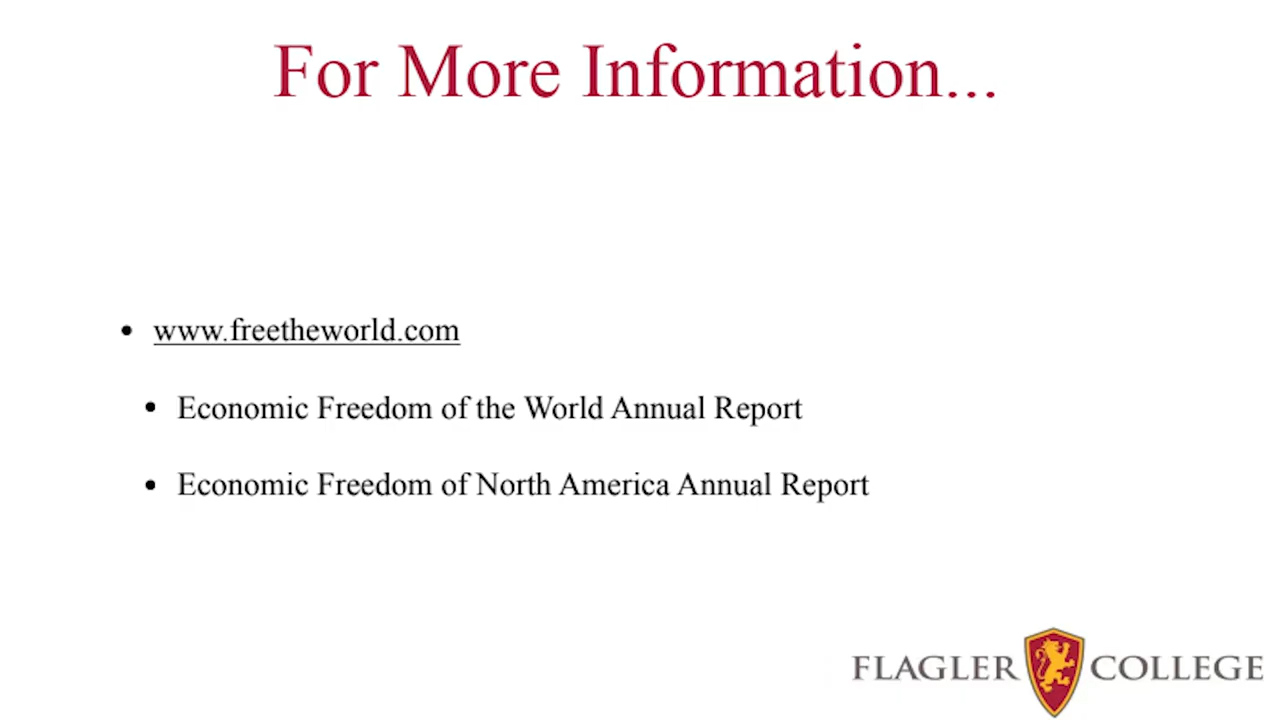 For More Information...
• www.freetheworld.com
• Economic Freedom of the World Annual Report
• Economic Freedom of North America Annual Report
FLAGLER COLLEGE